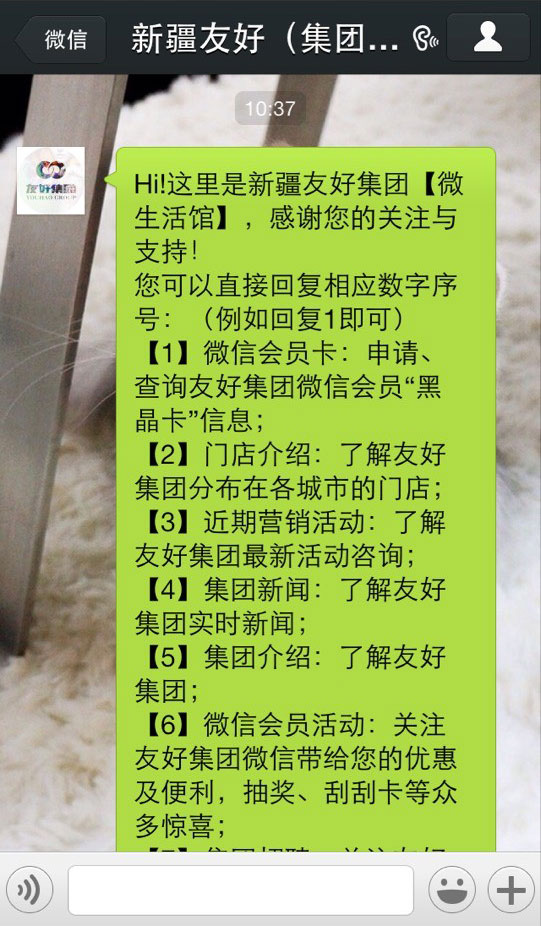 微信
新疆友好（集团...
10:37
友好集团
YOUHAO GROUP
Hi!这里是新疆友好集团【微
生活馆】，感谢您的关注与
支持！
您可以直接回复相应数字序
号：（例如回复1即可）
【1】微信会员卡：申请、
查询友好集团微信会员“黑
晶卡”信息；
【2】门店介绍：了解友好
集团分布在各城市的门店；
【3】近期营销活动：了解
友好集团最新活动咨询；
【4】集团新闻：了解友好
集团实时新闻；
【5】集团介绍：了解友好
集团；
【6】微信会员活动：关注
友好集团微信带给您的优惠
及便利，抽奖、刮刮卡等众
多惊喜；
【7】集团招聘：关注友好